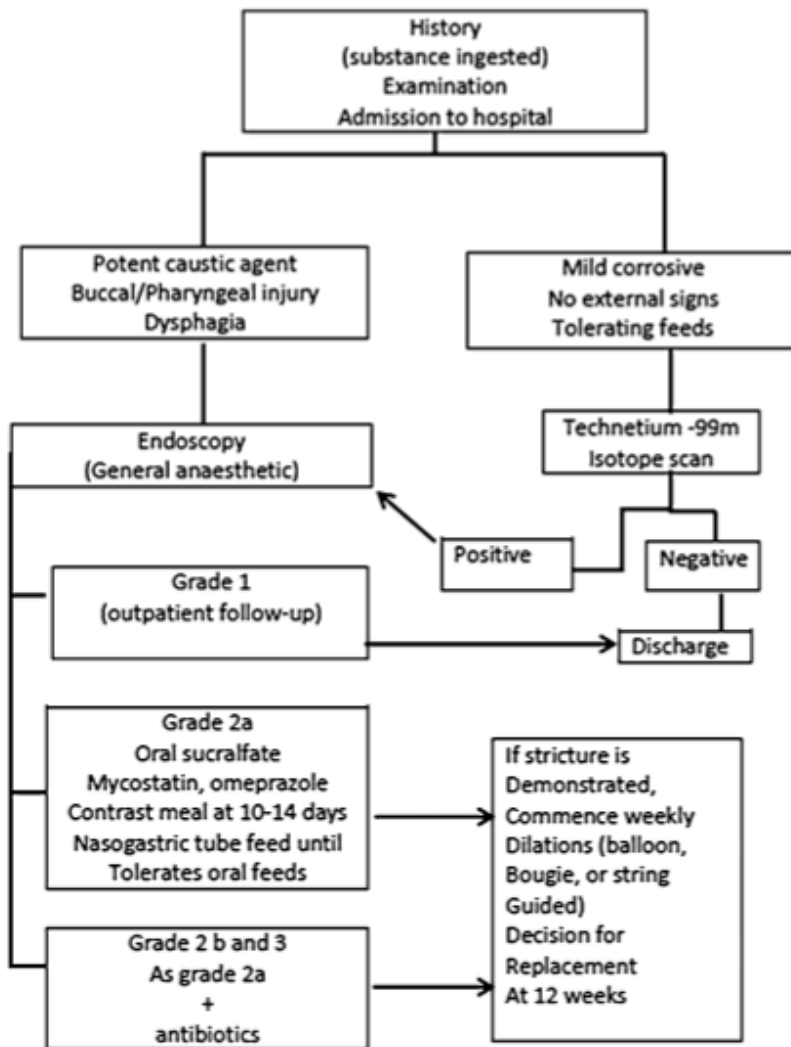 History
(substance ingested)
Examination
Admission to hospital
Potent caustic agent
Buccal/Pharyngeal injury
Dysphagia
Mild corrosive
No external signs
Tolerating feeds
Endoscopy
(General anaesthetic)
Technetium -99m
Isotope scan
Positive
Negative
Grade 1
(outpatient follow-up)
Discharge
Grade 2a
Oral sucralfate
Mycostatin, omeprazole
Contrast meal at 10-14 days
Nasogastric tube feed until
Tolerates oral feeds
If stricture is
Demonstrated,
Commence weekly
Dilations (balloon,
Bougie, or string
Guided)
Decision for
Replacement
At 12 weeks
Grade 2 b and 3
As grade 2a
+
antibiotics